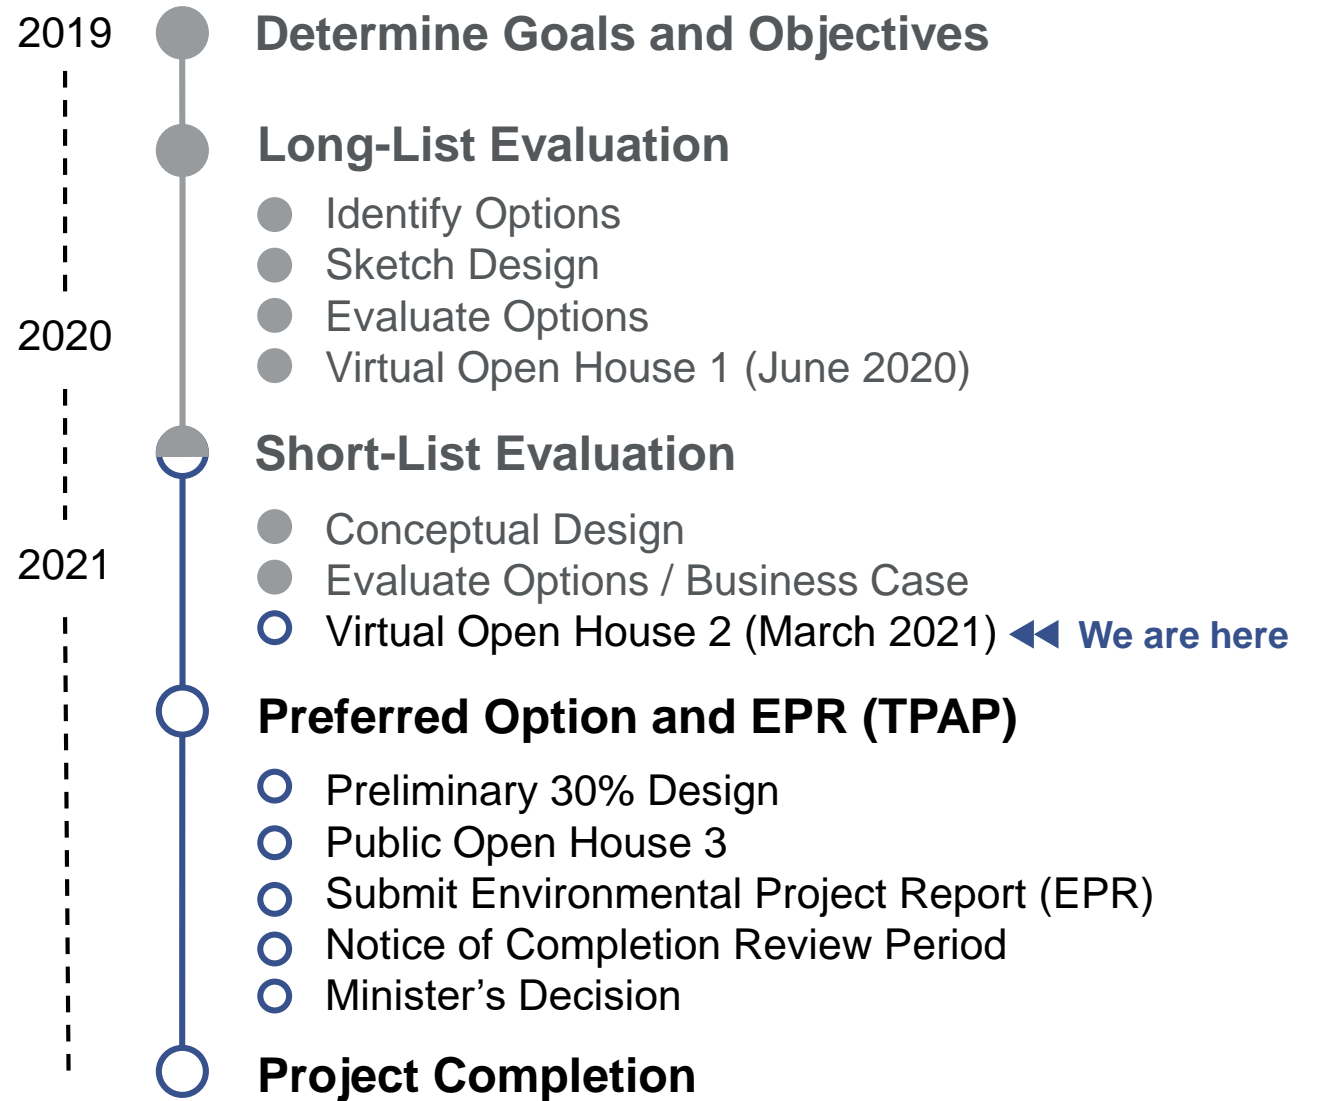 2019
Determine Goals and Objectives
Long-List Evaluation
Identify Options
Sketch Design
Evaluate Options
2020
Virtual Open House 1 (June 2020)
Short-List Evaluation
Conceptual Design
2021
Evaluate Options / Business Case
Virtual Open House 2 (March 2021) We are here
Preferred Option and EPR (TPAP)
Preliminary 30% Design
Public Open House 3
Submit Environmental Project Report (EPR)
Notice of Completion Review Period
Minister’s Decision
Project Completion